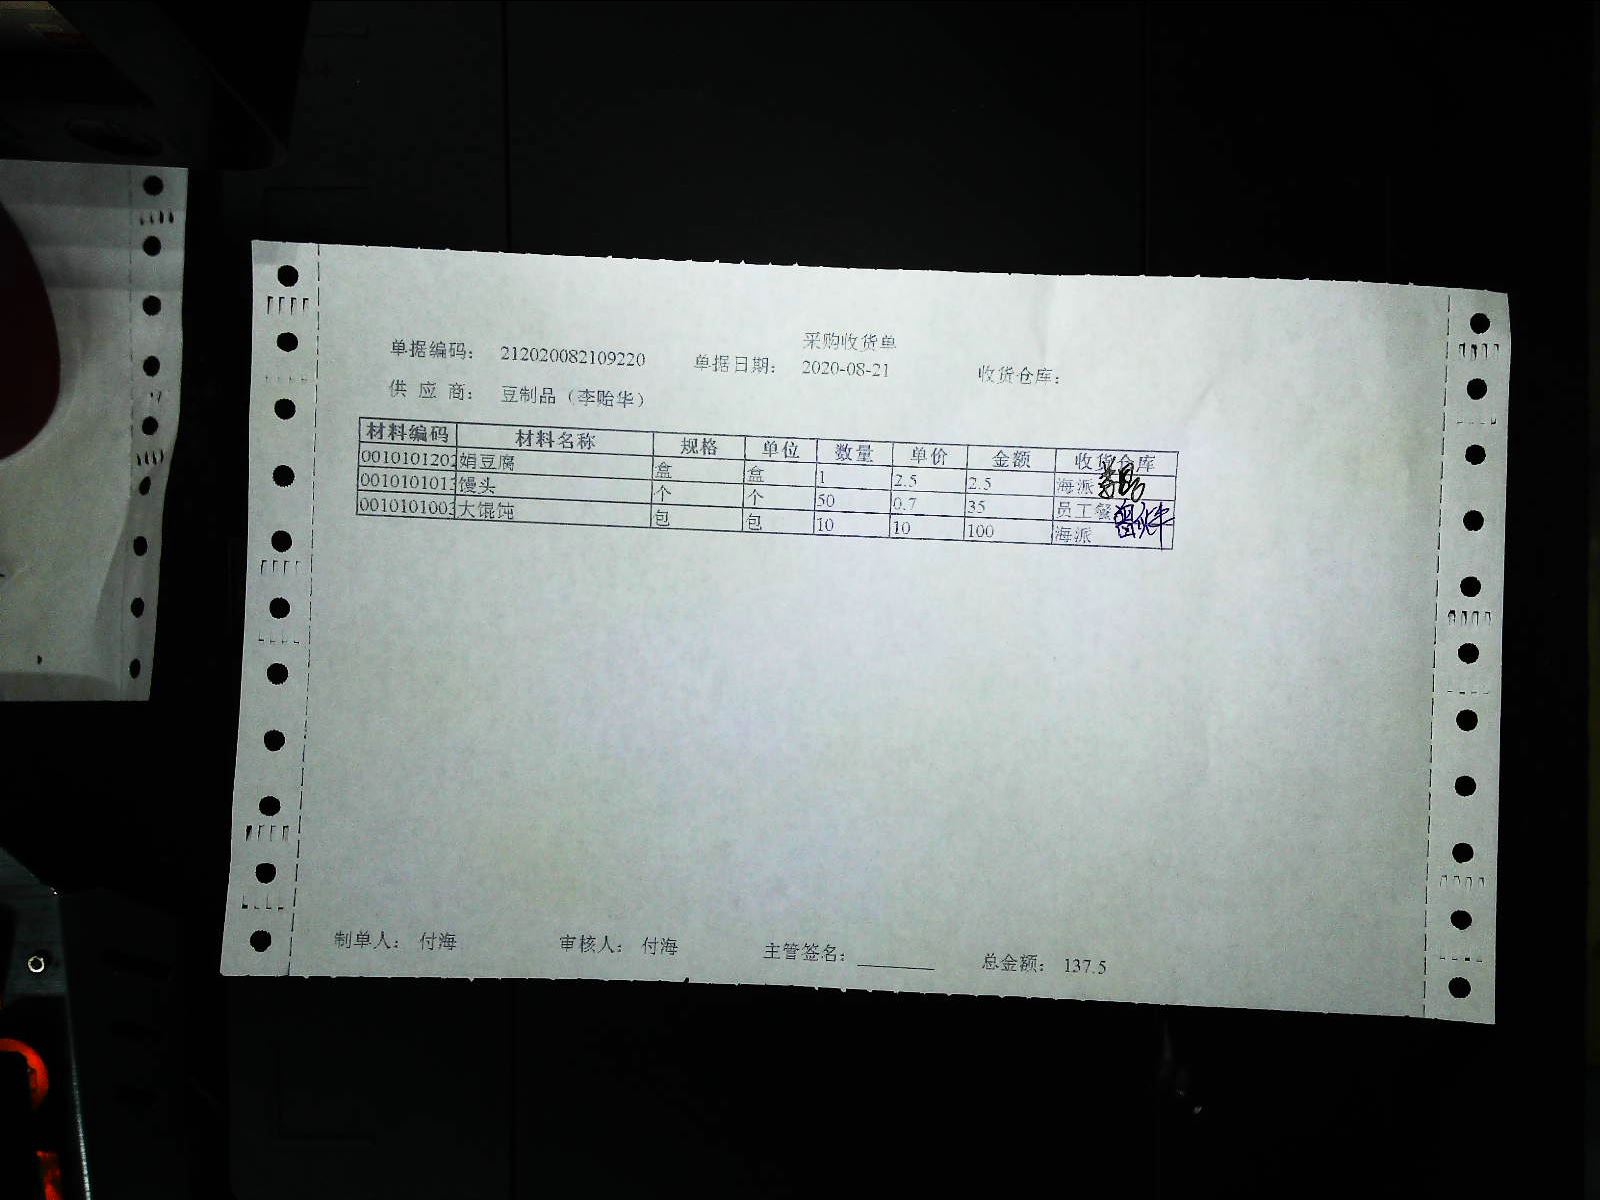 采购收货单
单据编码: 212020082109220 单据日期: 2020-08-21 收货仓库:
供应商: 豆制品（李贻华）
材料编码 材料名称 规格 单位 数量 单价 金额 收货仓库
0010101202 娟豆腐 盒 盒 1 2.5 2.5 海派
0010101013 馒头 个 个 50 0.7 35 员工餐
0010101003 大馄饨 包 包 10 10 100 海派
制单人: 付海 审核人: 付海 主管签名: 总金额: 137.5